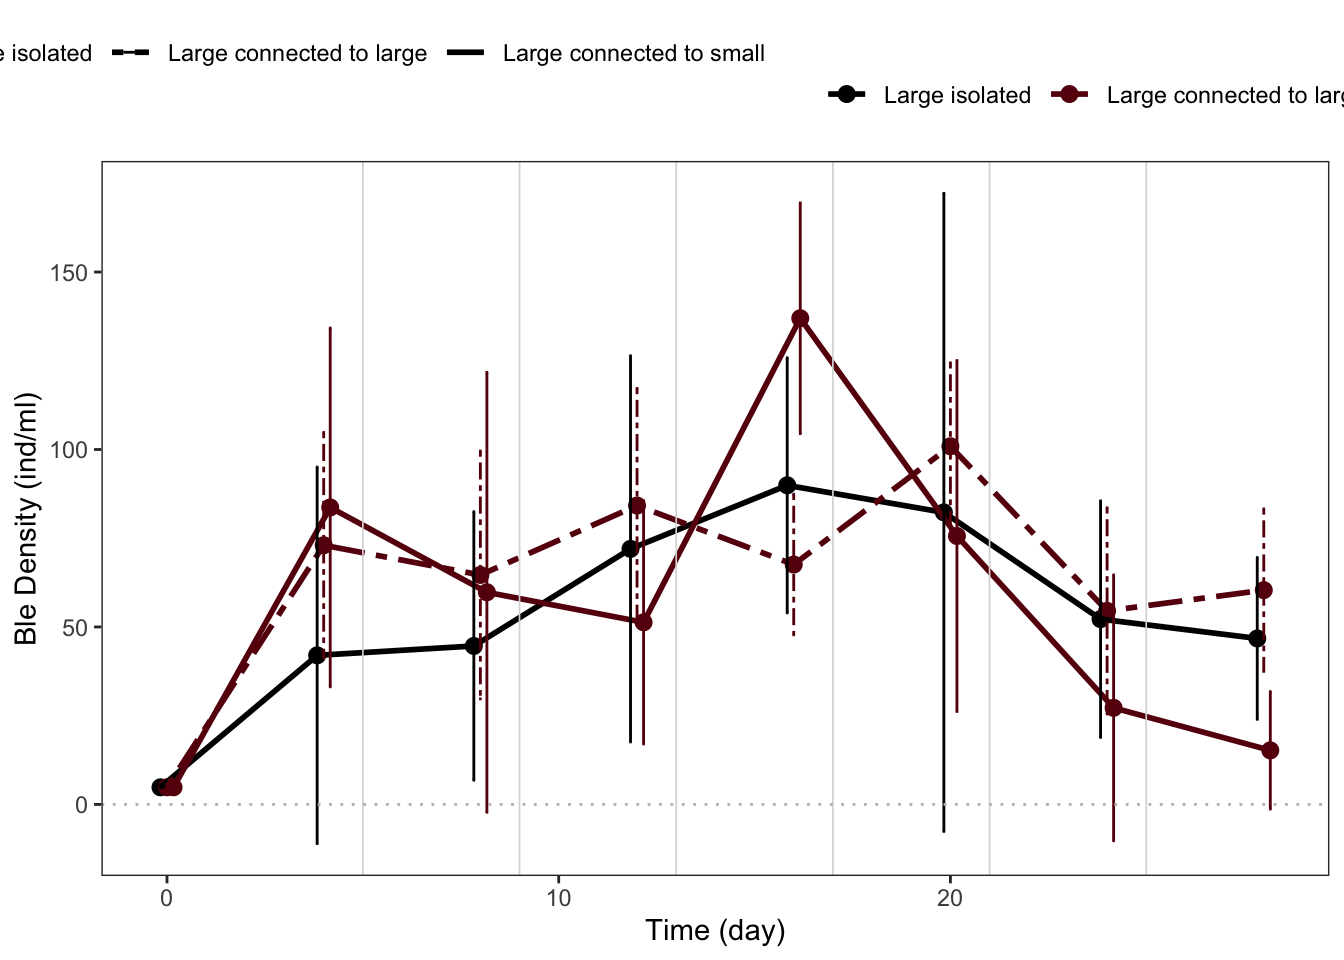 e isolated Large connected to large Large connected to small
Large isolated Large connected to larg
150
100
50
0
Ble Density (ind/ml)
0 10 20
Time (day)